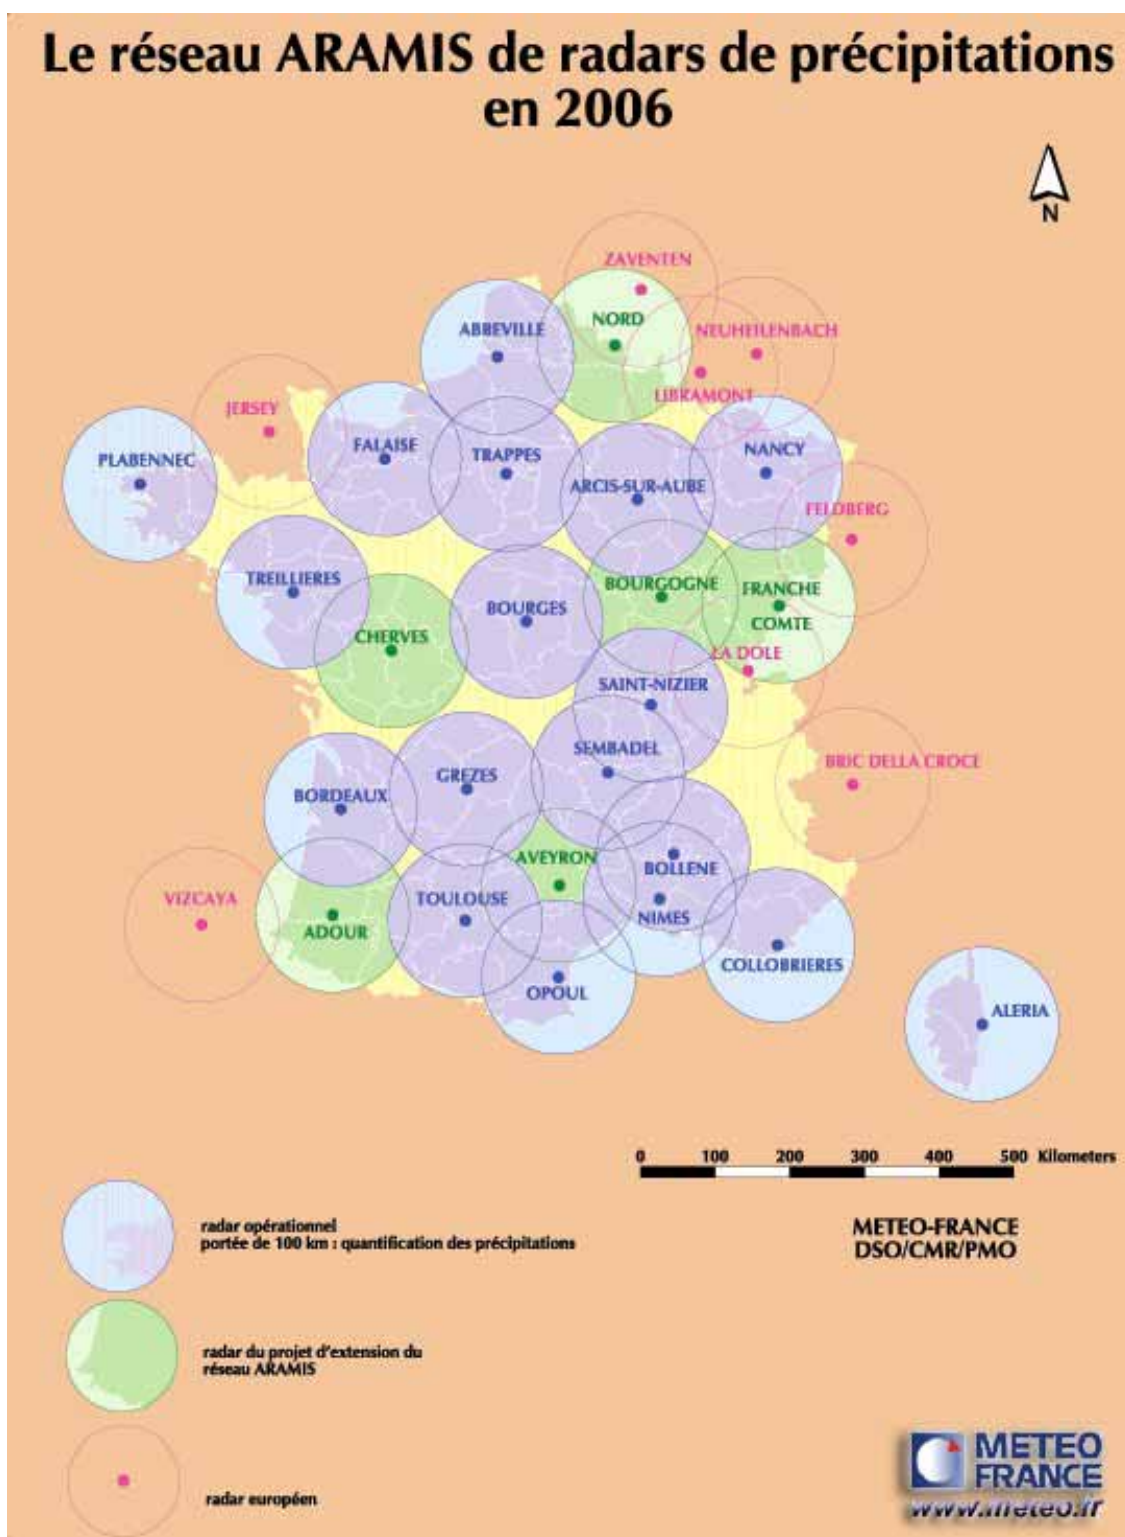 Le réseau ARAMIS de radars de précipitations
en 2006
N
ZAVENTEN
NORD
ABBEVILLE
NEUHEILENBACH
LIBRAMONT
JERSEY
FALAISE
TRAPPES
NANCY
PLABENNEC
ARCIS-SUR-AUBE
FELDBERG
TREILLIERES
BOURGOGNE
FRANCHE
COMTE
BOURGES
CHERVES
LA DOLE
SAINT-NIZIER
SEMBADEL
BRIC DELLA CROCE
GREZES
BORDEAUX
AVEYRON
BOLLENE
VIZCAYA
TOULOUSE
NIMES
ADOUR
COLLOBRIERES
OPOUL
ALERIA
0 100 200 300 400 500 Kilometers
radar opérationnel
portée de 100 km : quantification des précipitations
METEO-FRANCE
DSO/CMR/PMO
radar du projet d'extension du
réseau ARAMIS
radar européen
METEO
FRANCE
www.meteo.fr